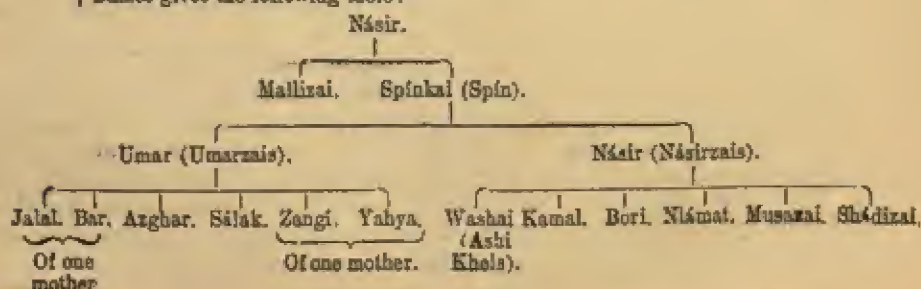 Násir.
Mallizai. Spínkai (Spín).
Umar (Umarzais). Násir (Násirzais).
Jalal. Bar. Azghar. Sálak. Zangi. Yahya. Washai Kamal. Bori. Níamat. Musazai. Shádizai.
(Ashi
Of one Of one mother. Khels).
mother